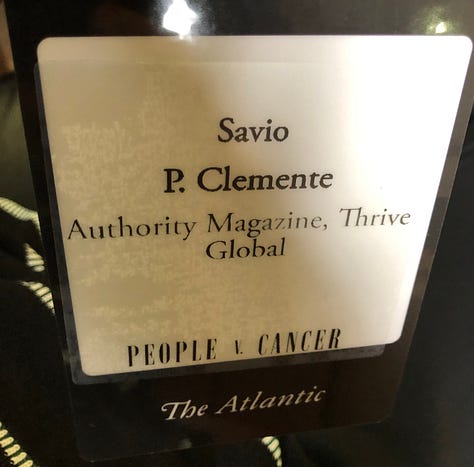 Savio
P. Clemente
Authority Magazine, Thrive
Global
PEOPLE V. CANCER
The Atlantic